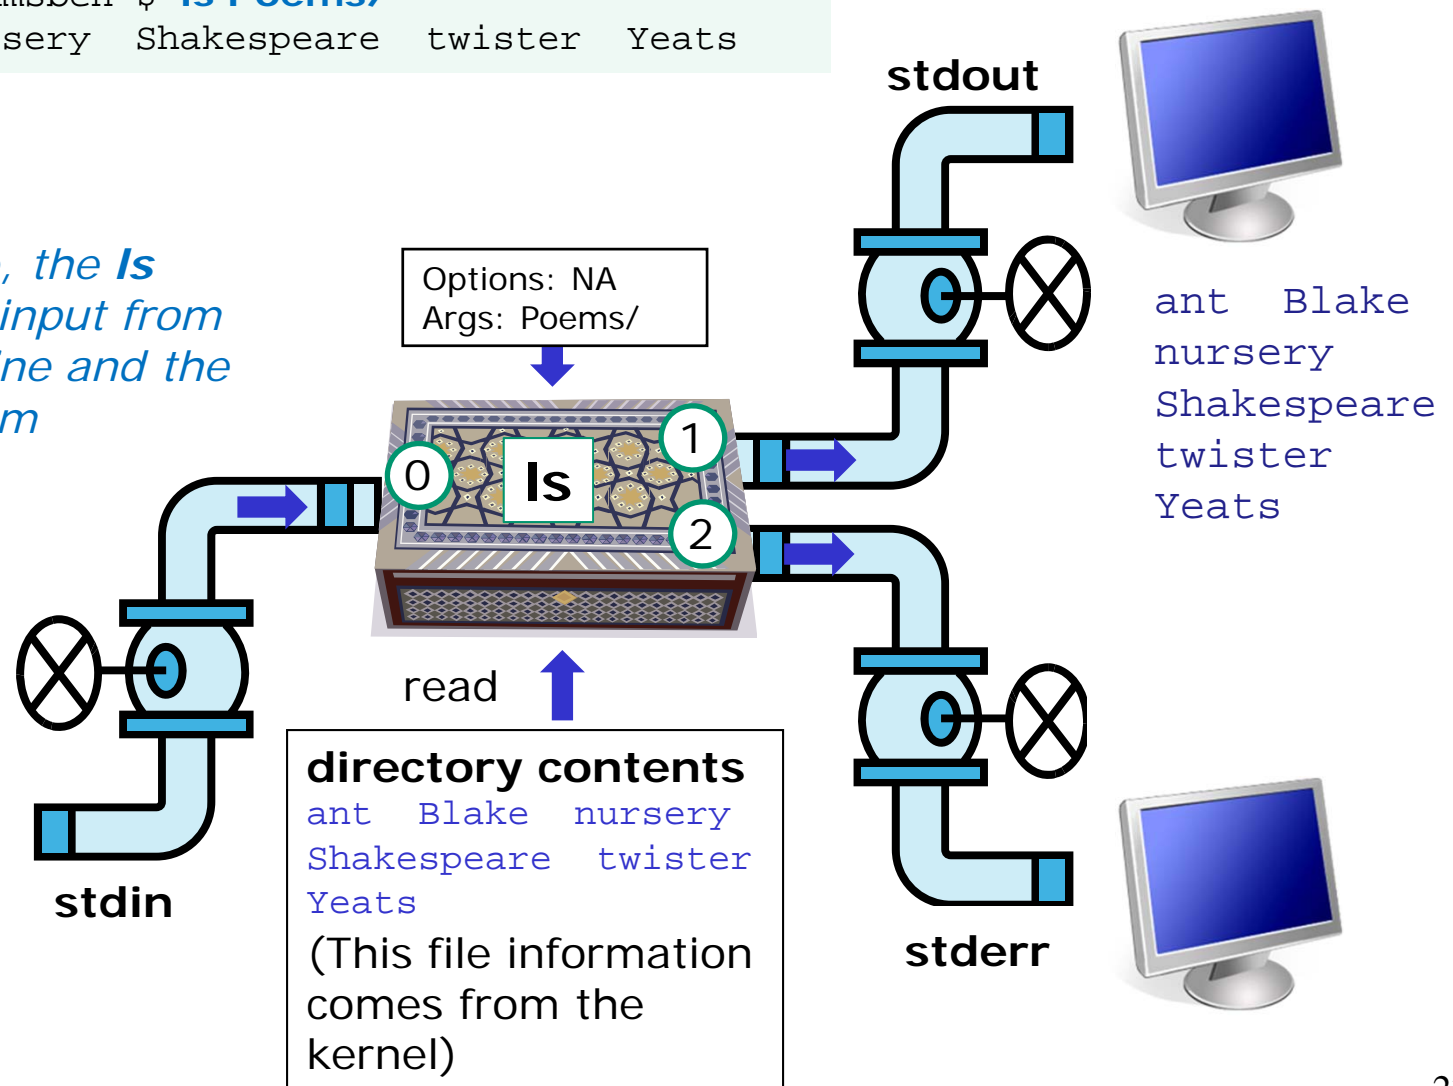 $ ls Poems/
Shakespeare twister Yeats
stdout
, the ls
input from
and the
Options: NA
Args: Poems/
ant Blake
nursery
Shakespeare
twister
Yeats
0
ls
1
2
read
directory contents
ant Blake nursery
Shakespeare twister
Yeats
(This file information
comes from the
kernel)
stdin
stderr